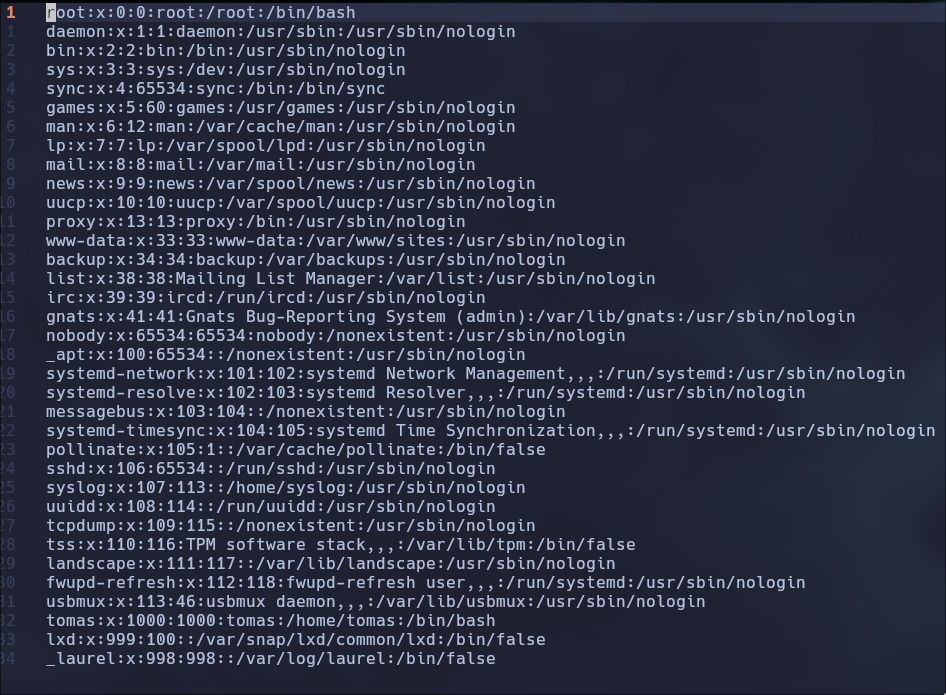 1 root:x:0:0:root:/root:/bin/bash
1 daemon:x:1:1:daemon:/usr/sbin:/usr/sbin/nologin
2 bin:x:2:2:bin:/bin:/usr/sbin/nologin
3 sys:x:3:3:sys:/dev:/usr/sbin/nologin
4 sync:x:4:65534:sync:/bin:/bin/sync
5 games:x:5:60:games:/usr/games:/usr/sbin/nologin
6 man:x:6:12:man:/var/cache/man:/usr/sbin/nologin
7 lp:x:7:7:lp:/var/spool/lpd:/usr/sbin/nologin
8 mail:x:8:8:mail:/var/mail:/usr/sbin/nologin
9 news:x:9:9:news:/var/spool/news:/usr/sbin/nologin
10 uucp:x:10:10:uucp:/var/spool/uucp:/usr/sbin/nologin
11 proxy:x:13:13:proxy:/bin:/usr/sbin/nologin
12 www-data:x:33:33:www-data:/var/www/sites:/usr/sbin/nologin
13 backup:x:34:34:backup:/var/backups:/usr/sbin/nologin
14 list:x:38:38:Mailing List Manager:/var/list:/usr/sbin/nologin
15 irc:x:39:39:ircd:/run/ircd:/usr/sbin/nologin
16 gnats:x:41:41:Gnats Bug-Reporting System (admin):/var/lib/gnats:/usr/sbin/nologin
17 nobody:x:65534:65534:nobody:/nonexistent:/usr/sbin/nologin
18 _apt:x:100:65534::/nonexistent:/usr/sbin/nologin
19 systemd-network:x:101:102:systemd Network Management,,,:/run/systemd:/usr/sbin/nologin
20 systemd-resolve:x:102:103:systemd Resolver,,,:/run/systemd:/usr/sbin/nologin
21 messagebus:x:103:104::/nonexistent:/usr/sbin/nologin
22 systemd-timesync:x:104:105:systemd Time Synchronization,,,:/run/systemd:/usr/sbin/nologin
23 pollinate:x:105:1::/var/cache/pollinate:/bin/false
24 sshd:x:106:65534::/run/sshd:/usr/sbin/nologin
25 syslog:x:107:113::/home/syslog:/usr/sbin/nologin
26 uuidd:x:108:114::/run/uuidd:/usr/sbin/nologin
27 tcpdump:x:109:115::/nonexistent:/usr/sbin/nologin
28 tss:x:110:116:TPM software stack,,,:/var/lib/tpm:/bin/false
29 landscape:x:111:117::/var/lib/landscape:/usr/sbin/nologin
30 fwupd-refresh:x:112:118:fwupd-refresh user,,,:/run/systemd:/usr/sbin/nologin
31 usbmux:x:113:46:usbmux daemon,,,:/var/lib/usbmux:/usr/sbin/nologin
32 tomas:x:1000:1000:tomas:/home/tomas:/bin/bash
33 lxd:x:999:100::/var/snap/lxd/common/lxd:/bin/false
34 _laurel:x:998:998::/var/log/laurel:/bin/false